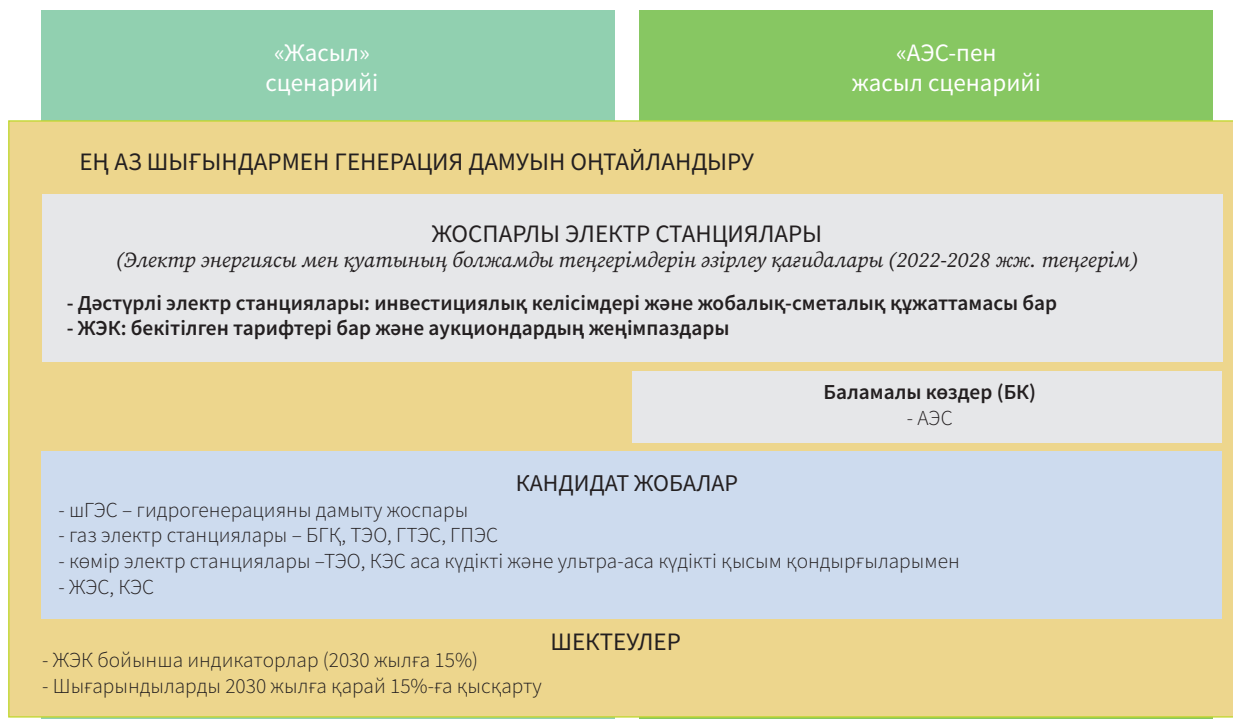 «Жасыл»
сценарийі
«АЭС-пен
жасыл сценарийі
ЕҢ АЗ ШЫҒЫНДАРМЕН ГЕНЕРАЦИЯ ДАМУЫН ОҢТАЙЛАНДЫРУ
ЖОСПАРЛЫ ЭЛЕКТР СТАНЦИЯЛАРЫ
(Электр энергиясы мен қуатының болжамды теңгерімдерін әзірлеу қағидалары (2022-2028 жж. теңгерім)
- Дәстүрлі электр станциялары: инвестициялық келісімдері және жобалық-сметалық құжаттамасы бар
- ЖЭК: бекітілген тарифтері бар және аукциондардың жеңімпаздары
Баламалы көздер (БК)
- АЭС
КАНДИДАТ ЖОБАЛАР
- шГЭС – гидрогенерацияны дамыту жоспары
- газ электр станциялары – БГҚ, ТЭО, ГТЭС, ГПЭС
- көмір электр станциялары –ТЭО, КЭС аса күдікті және ультра-аса күдікті қысым қондырғыларымен
- ЖЭС, КЭС
ШЕКТЕУЛЕР
- ЖЭК бойынша индикаторлар (2030 жылға 15%)
- Шығарындыларды 2030 жылға қарай 15%-ға қысқарту